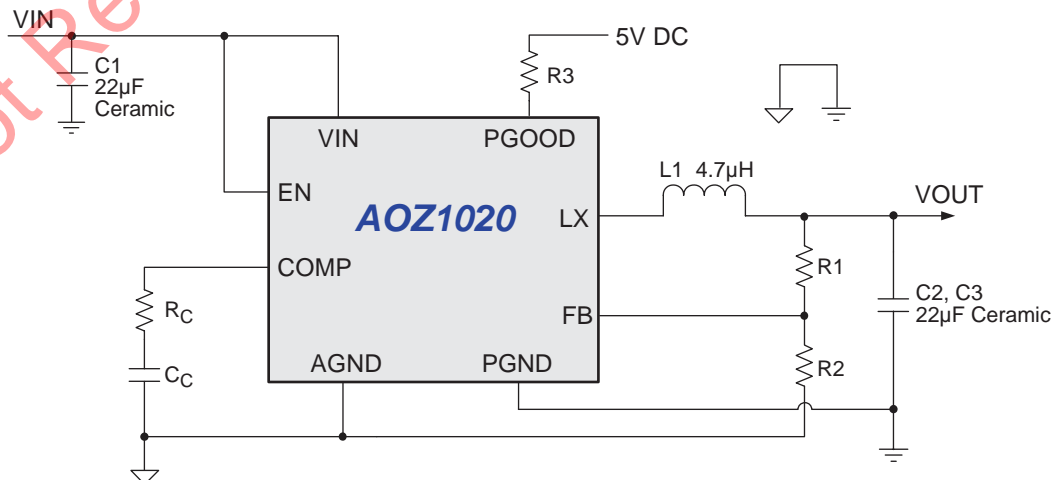 VIN
5V DC
C1
22µF
Ceramic
R3
VIN
PGOOD
EN
L1 4.7µH
VOUT
AOZ1020
LX
COMP
R1
RC
FB
C2, C3
22µF Ceramic
AGND
PGND
R2
CC